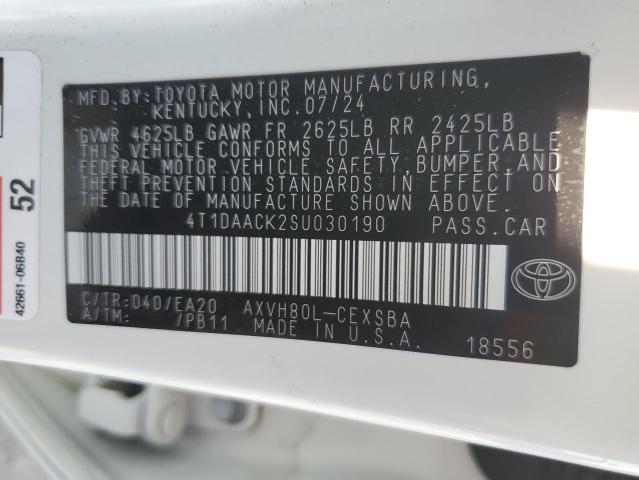 MFD.BY: TOYOTA MOTOR MANUFACTURING,
KENTUCKY, INC. 07/24
GVWR 4625LB GAWR FR 2625LB RR 2425LB
THIS VEHICLE CONFORMS TO ALL APPLICABLE
FEDERAL MOTOR VEHICLE SAFETY, BUMPER, AND
THEFT PREVENTION STANDARDS IN EFFECT ON
THE DATE OF MANUFACTURE SHOWN ABOVE.
4T1DAACK2SU030190 PASS.CAR
C/TR: 040/EA20 AXVH80L-CEXSBA
A/TM: /PB11 MADE IN U.S.A.
18556
52
42661-06B40